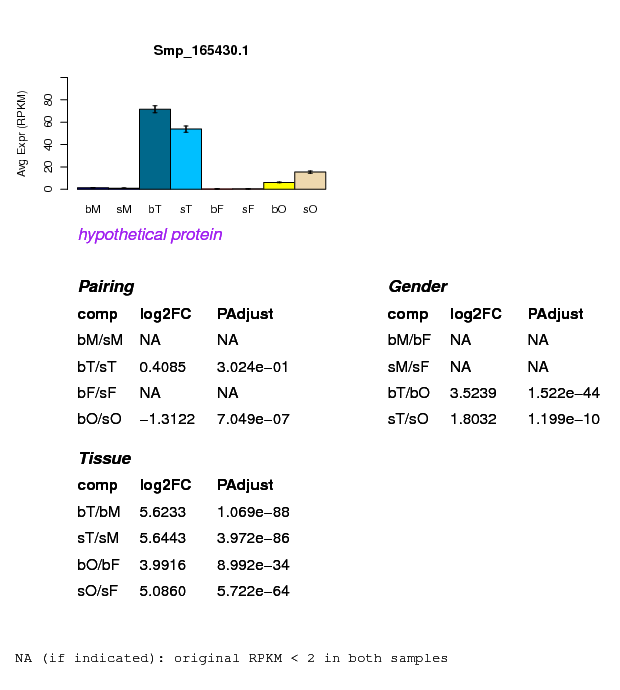 Smp_165430.1
Avg Expr (RPKM)
0 20 40 60 80
bM sM bT sT bF sF bO sO
hypothetical protein
Pairing
comp log2FC PAdjust
bM/sM NA NA
bT/sT 0.4085 3.024e−01
bF/sF NA NA
bO/sO −1.3122 7.049e−07
Gender
comp log2FC PAdjust
bM/bF NA NA
sM/sF NA NA
bT/bO 3.5239 1.522e−44
sT/sO 1.8032 1.199e−10
Tissue
comp log2FC PAdjust
bT/bM 5.6233 1.069e−88
sT/sM 5.6443 3.972e−86
bO/bF 3.9916 8.992e−34
sO/sF 5.0860 5.722e−64
NA (if indicated): original RPKM < 2 in both samples